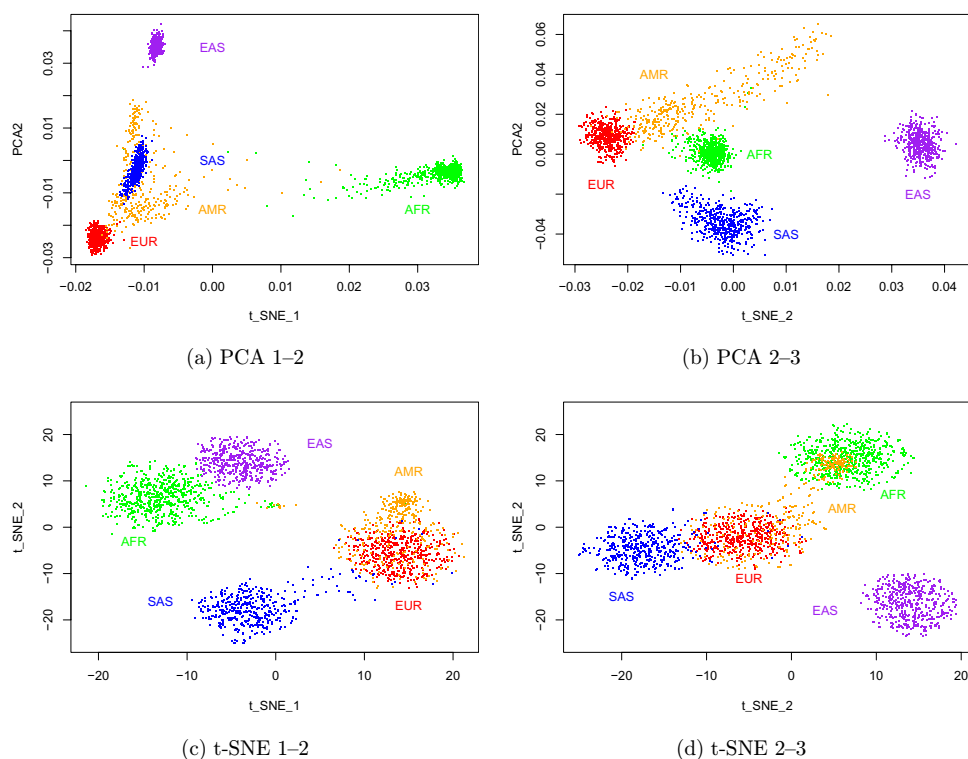 PCA2
0.03
0.01
−0.01
−0.03
EAS
SAS
AMR
AFR
EUR
−0.02
−0.01
0.00
0.01
0.02
0.03
t_SNE_1
(a) PCA 1–2
PCA2
0.06
0.04
0.02
0.00
−0.04
AMR
AFR
EUR
EAS
SAS
−0.03
−0.02
−0.01
0.00
0.01
0.02
0.03
0.04
t_SNE_2
(b) PCA 2–3
t_SNE_2
20
10
0
−10
−20
EAS
AMR
AFR
SAS
EUR
−20
−10
0
10
20
t_SNE_1
(c) t-SNE 1–2
t_SNE_2
20
10
0
−10
−20
AFR
AMR
EUR
SAS
EAS
−20
−10
0
10
20
t_SNE_2
(d) t-SNE 2–3